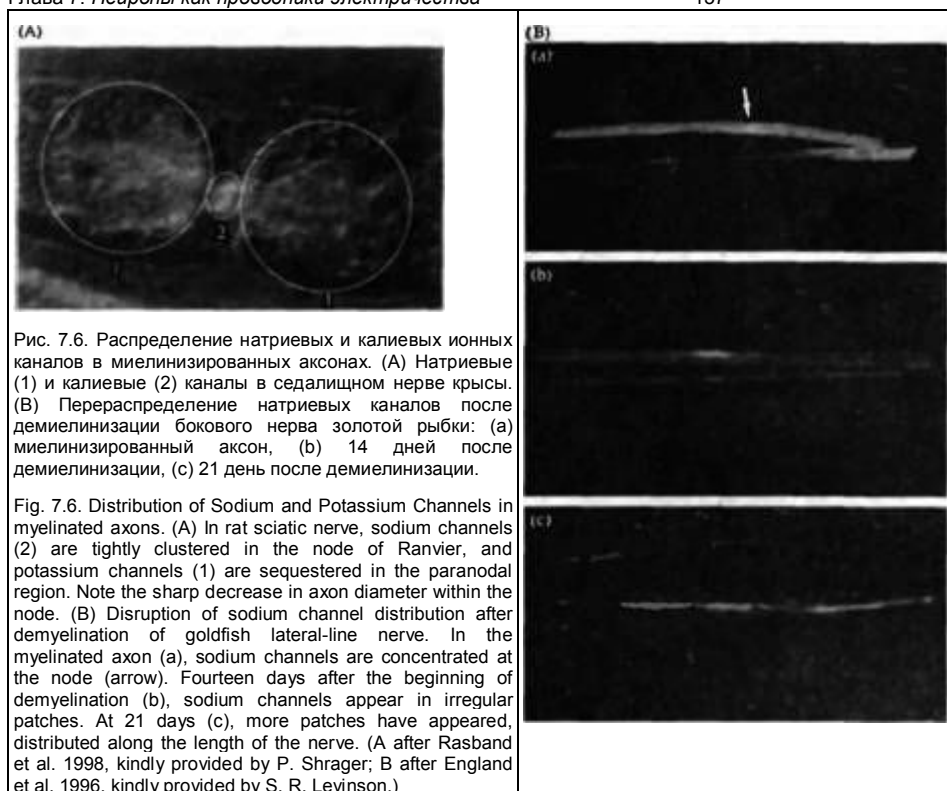 Глава 7. Нейроны как проводники электричества
(A)
2
1
Рис. 7.6. Распределение натриевых и калиевых ионных
каналов в миелинизированных аксонах. (А) Натриевые
(1) и калиевые (2) каналы в седалищном нерве крысы.
(В) Перераспределение натриевых каналов после
демиелинизации бокового нерва золотой рыбки: (а)
миелинизированный аксон, (b) 14 дней после
демиелинизации, (с) 21 день после демиелинизации.
Fig. 7.6. Distribution of Sodium and Potassium Channels in
myelinated axons. (A) In rat sciatic nerve, sodium channels
(2) are tightly clustered in the node of Ranvier, and
potassium channels (1) are sequestered in the paranodal
region. Note the sharp decrease in axon diameter within the
node. (B) Disruption of sodium channel distribution after
demyelination of goldfish lateral-line nerve. In the
myelinated axon (a), sodium channels are concentrated at
the node (arrow). Fourteen days after the beginning of
demyelination (b), sodium channels appear in irregular
patches. At 21 days (c), more patches have appeared,
distributed along the length of the nerve. (A after Rasband
et al. 1998, kindly provided by P. Shrager; B after England
et al. 1996, kindly provided by S. R. Levinson.)
(B)
(a)
(b)
(c)